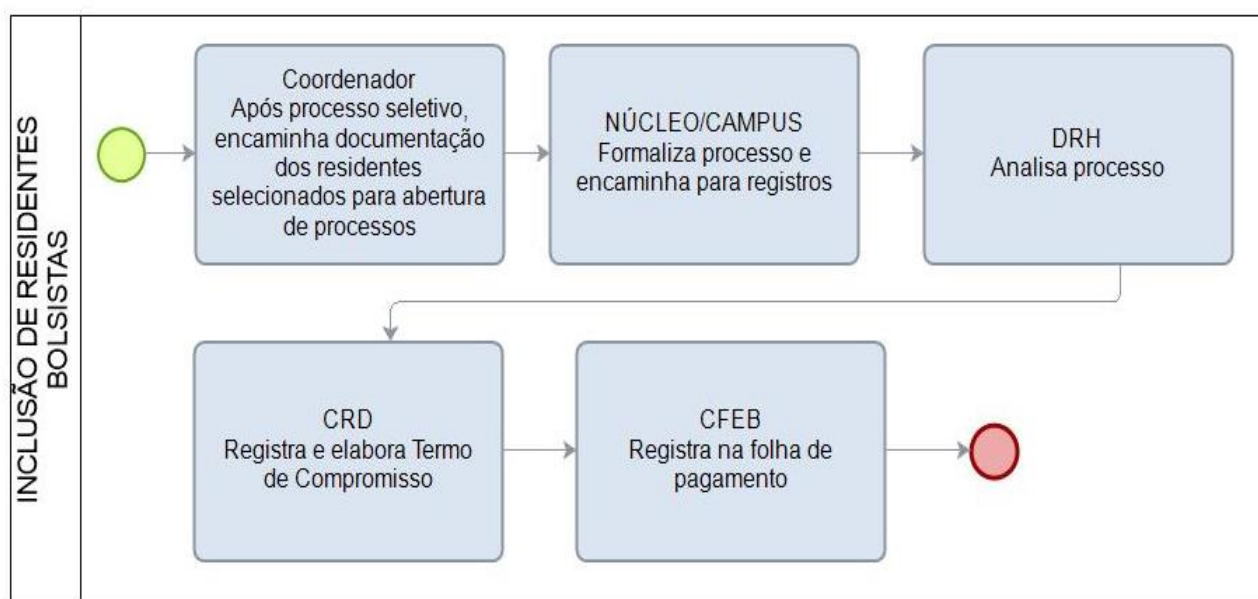 INCLUSÃO DE RESIDENTES
BOLSISTAS
Coordenador
Após processo seletivo,
encaminha documentação
dos residentes
selecionados para abertura
de processos
NÚCLEO/CAMPUS
Formaliza processo e
encaminha para registros
DRH
Analisa processo
CRD
Registra e elabora Termo
de Compromisso
CFEB
Registra na folha de
pagamento